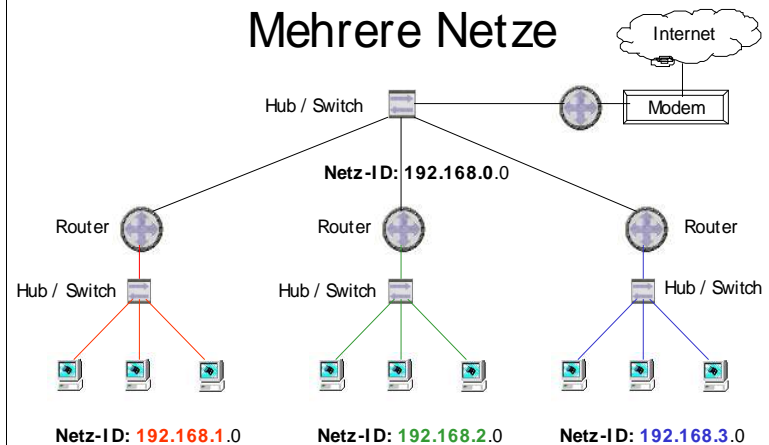 Mehrere Netze
Internet
Hub / Switch
Modem
Netz-ID: 192.168.0.0
Router
Router
Router
Hub / Switch
Hub / Switch
Hub / Switch
Netz-ID: 192.168.1.0
Netz-ID: 192.168.2.0
Netz-ID: 192.168.3.0